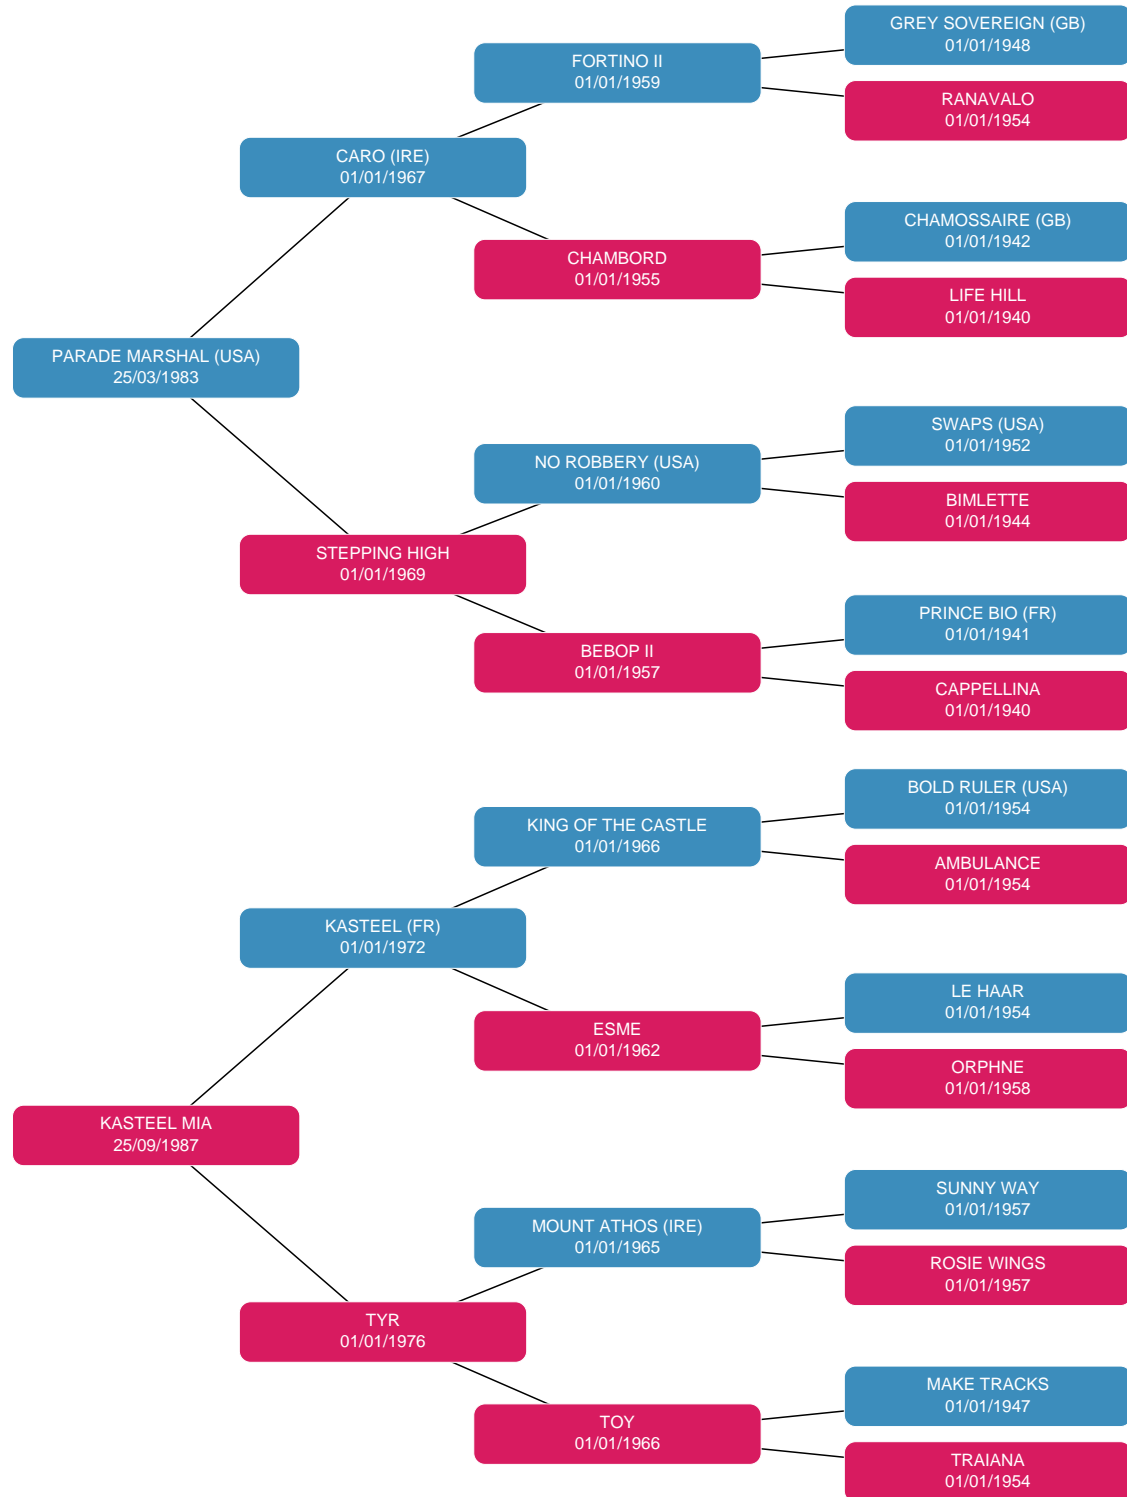 GREY SOVEREIGN (GB)
01/01/1948
FORTINO II
01/01/1959
RANAVALO
01/01/1954
CARO (IRE)
01/01/1967
CHAMOSSAIRE (GB)
01/01/1942
CHAMBORD
01/01/1955
LIFE HILL
01/01/1940
PARADE MARSHAL (USA)
25/03/1983
SWAPS (USA)
01/01/1952
NO ROBBERY (USA)
01/01/1960
BIMLETTE
01/01/1944
STEPPING HIGH
01/01/1969
PRINCE BIO (FR)
01/01/1941
BEBOP II
01/01/1957
CAPPELLINA
01/01/1940
BOLD RULER (USA)
01/01/1954
KING OF THE CASTLE
01/01/1966
AMBULANCE
01/01/1954
KASTEEL (FR)
01/01/1972
LE HAAR
01/01/1954
ESME
01/01/1962
ORPHNE
01/01/1958
KASTEEL MIA
25/09/1987
SUNNY WAY
01/01/1957
MOUNT ATHOS (IRE)
01/01/1965
ROSIE WINGS
01/01/1957
TYR
01/01/1976
MAKE TRACKS
01/01/1947
TOY
01/01/1966
TRAIANA
01/01/1954